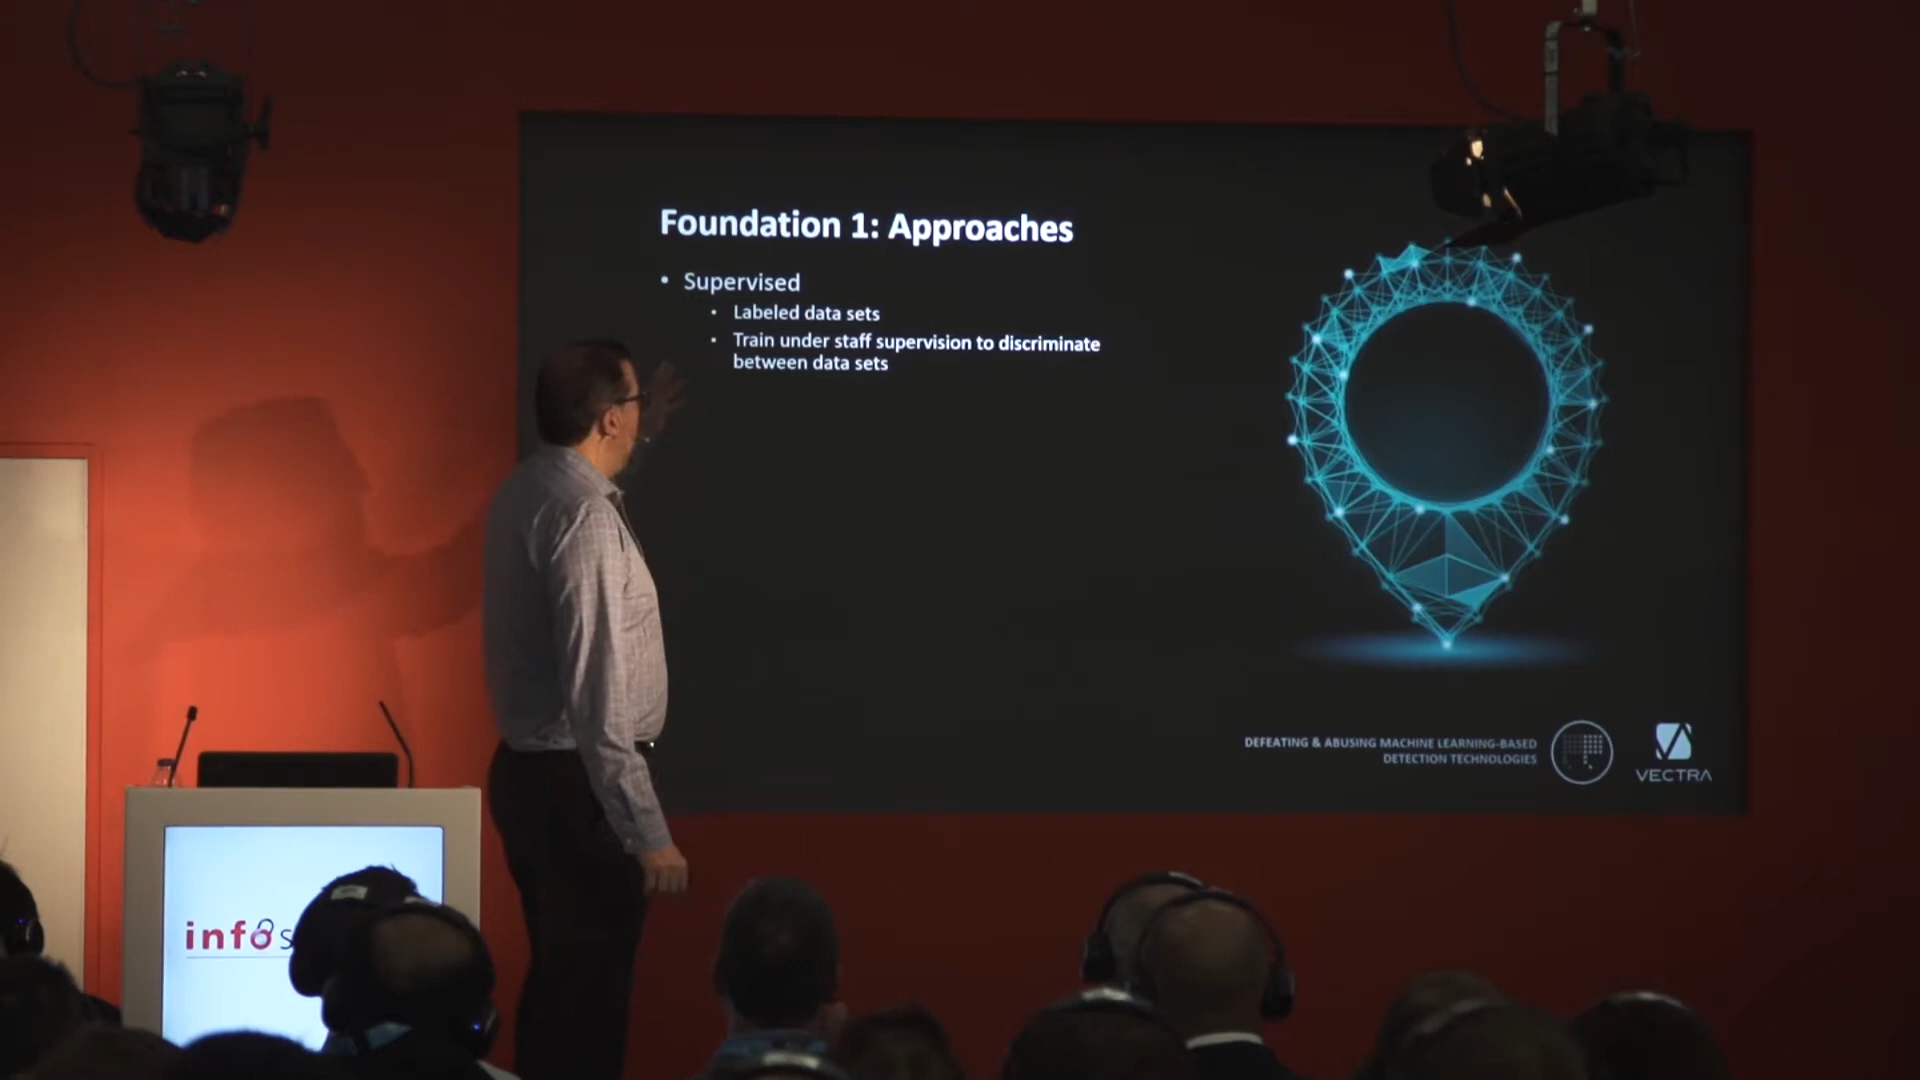 Foundation 1: Approaches
• Supervised
• Labeled data sets
• Train under staff supervision to discriminate
between data sets
DEFEATING & ABUSING MACHINE LEARNING-BASED
DETECTION TECHNOLOGIES
VECTRA
infos